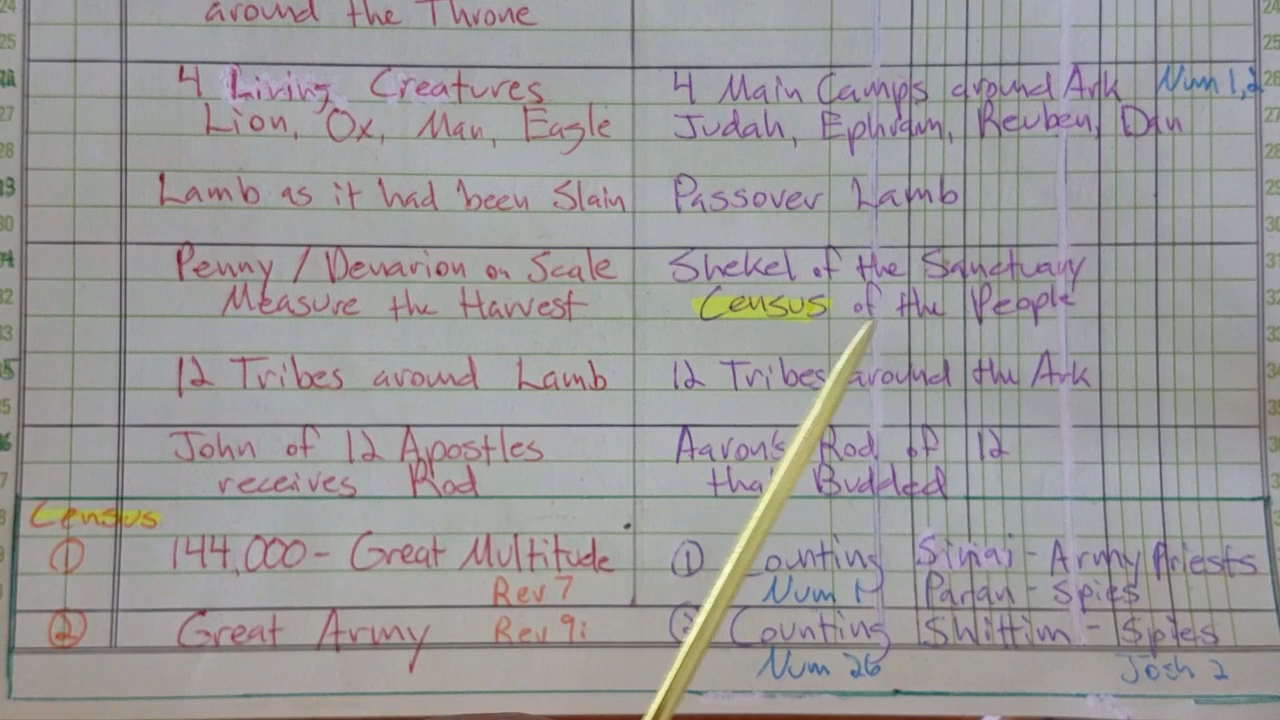 around the Throne
4 Living Creatures 4 Main Camps around Ark Num 1,2
Lion, Ox, Man, Eagle Judah, Ephraim, Reuben, Dan
Lamb as it had been Slain Passover Lamb
Penny / Denarion on Scale Shekel of the Sanctuary
Measure the Harvest Census of the People
12 Tribes around Lamb 12 Tribes around the Ark
John of 12 Apostles Aaron's Rod of 12
receives Rod that Budded
Census
① 144,000 - Great Multitude ① Counting Sinai - Army Priests
Rev 7 Num 1 Paran - Spies
② Great Army Rev 9: ② Counting Shittim - Spies
Num 26 Josh 2